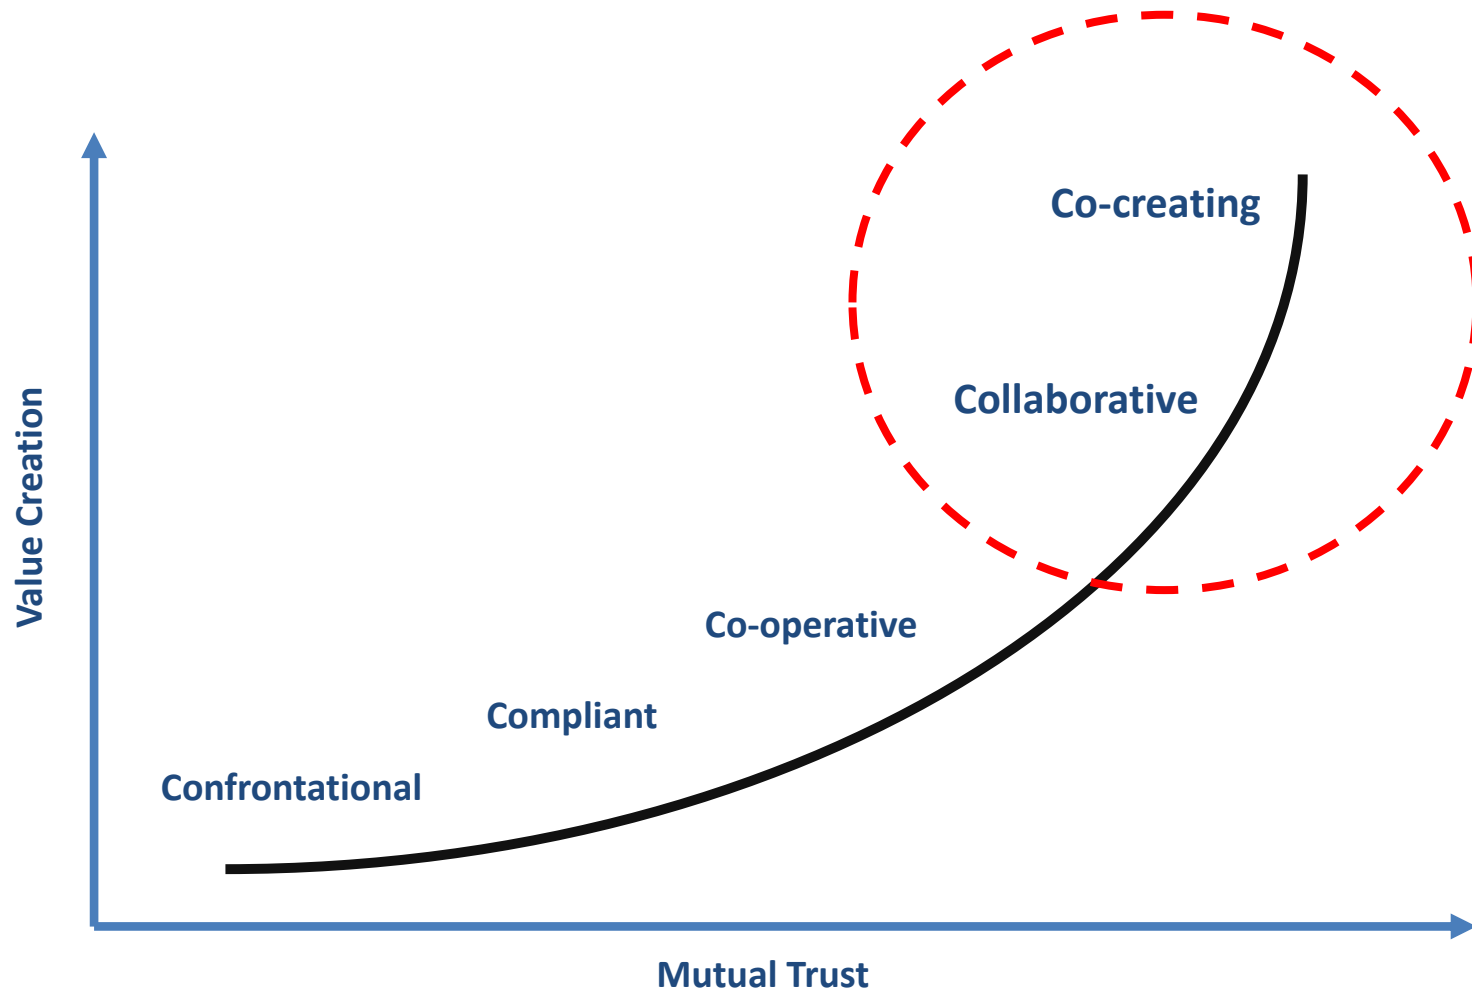 Co-creating
Collaborative
Co-operative
Compliant
Confrontational
Value Creation
Mutual Trust